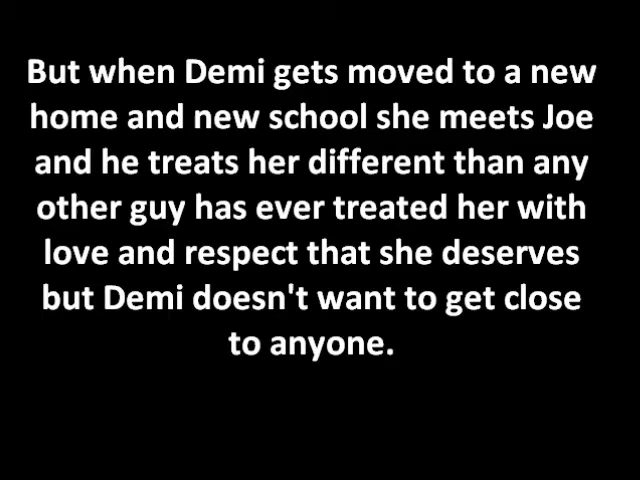 But when Demi gets moved to a new
home and new school she meets Joe
and he treats her different than any
other guy has ever treated her with
love and respect that she deserves
but Demi doesn't want to get close
to anyone.